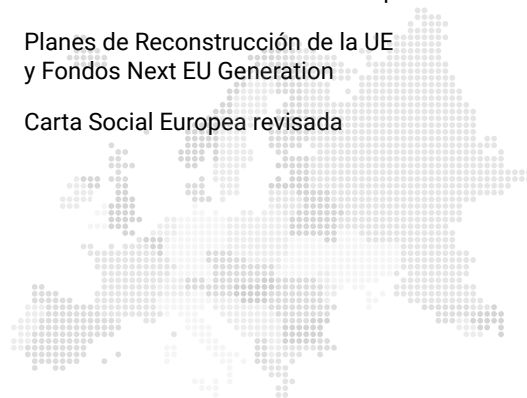 Planes de Reconstrucción de la UE
y Fondos Next EU Generation
Carta Social Europea revisada